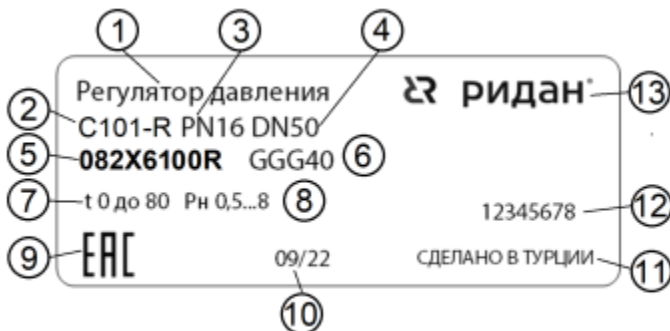 1 3 4
Регулятор давления ридан 13
2 C101-R PN16 DN50
5 082X6100R GGG40 6
7 t 0 до 80 Рн 0,5...8 8
12345678 12
9 EAC 09/22 СДЕЛАНО В ТУРЦИИ 11
10